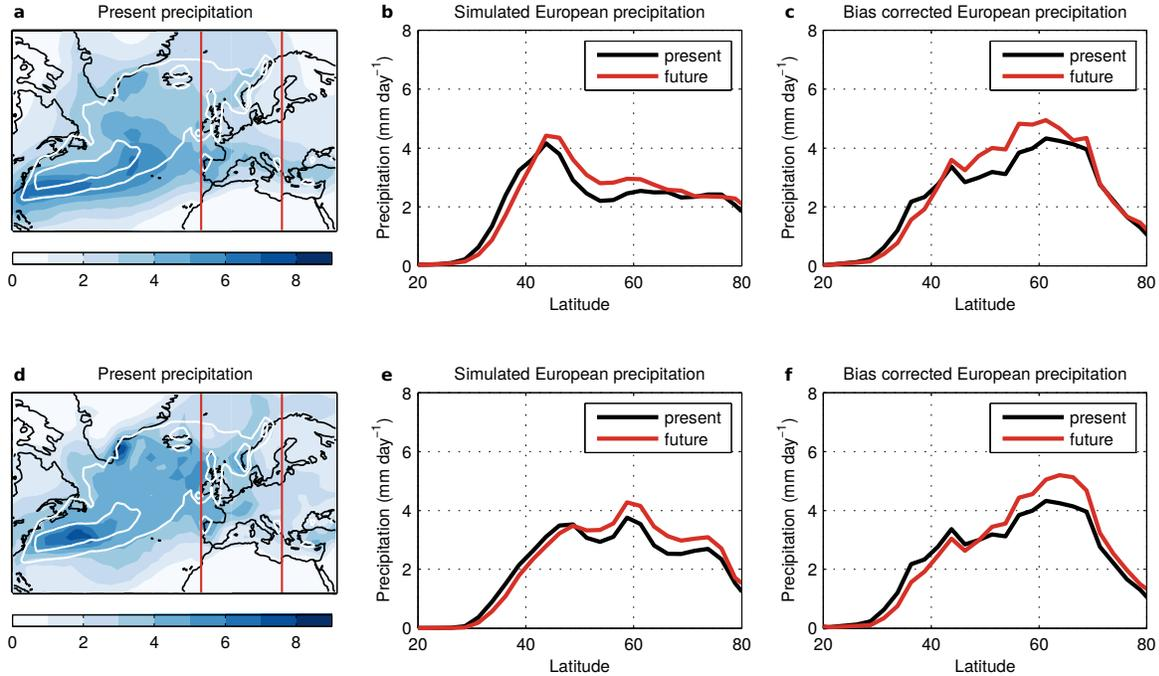 a Present precipitation
0 2 4 6 8
b Simulated European precipitation
Precipitation (mm day⁻¹)
8
6
4
2
0
present
future
20 40 60 80
Latitude
c Bias corrected European precipitation
Precipitation (mm day⁻¹)
8
6
4
2
0
present
future
20 40 60 80
Latitude
d Present precipitation
0 2 4 6 8
e Simulated European precipitation
Precipitation (mm day⁻¹)
8
6
4
2
0
present
future
20 40 60 80
Latitude
f Bias corrected European precipitation
Precipitation (mm day⁻¹)
8
6
4
2
0
present
future
20 40 60 80
Latitude